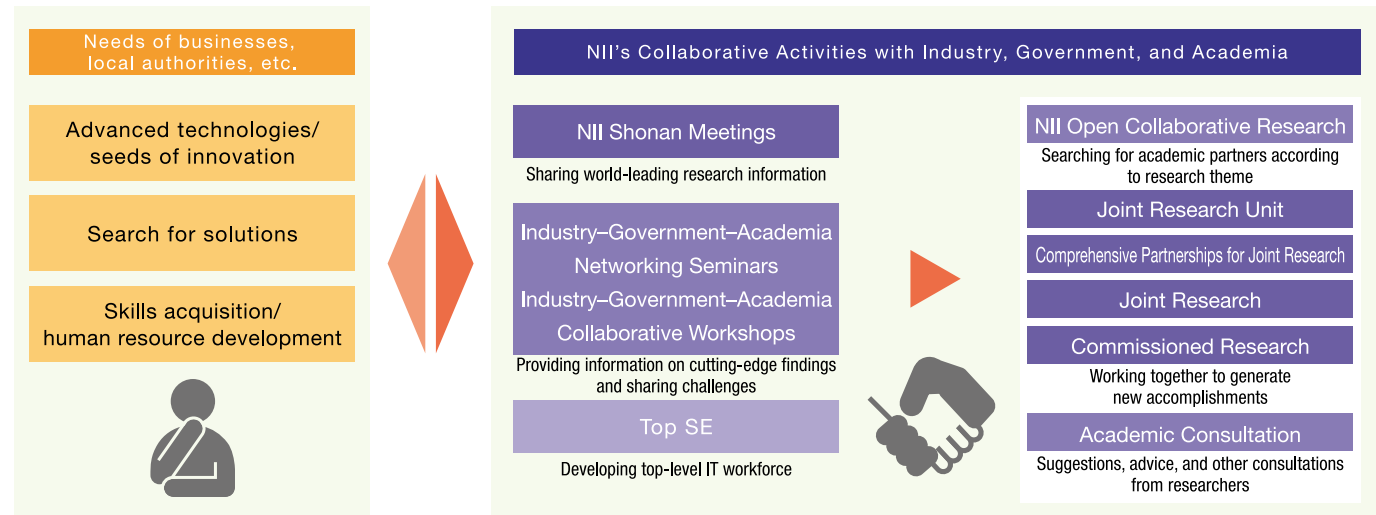 Needs of businesses,
local authorities, etc.
Advanced technologies/
seeds of innovation
Search for solutions
Skills acquisition/
human resource development
NII's Collaborative Activities with Industry, Government, and Academia
NII Shonan Meetings
Sharing world-leading research information
Industry–Government–Academia
Networking Seminars
Industry–Government–Academia
Collaborative Workshops
Providing information on cutting-edge findings
and sharing challenges
Top SE
Developing top-level IT workforce
NII Open Collaborative Research
Searching for academic partners according
to research theme
Joint Research Unit
Comprehensive Partnerships for Joint Research
Joint Research
Commissioned Research
Working together to generate
new accomplishments
Academic Consultation
Suggestions, advice, and other consultations
from researchers